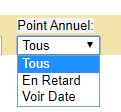 Point Annuel:
Tous
Tous
En Retard
Voir Date